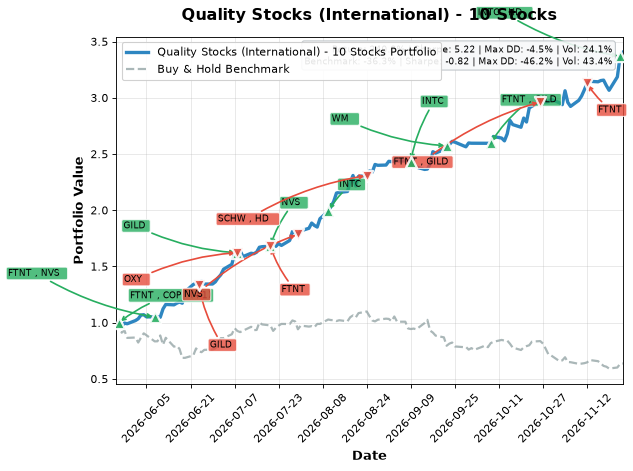 Quality Stocks (International) - 10 Stocks
Quality Stocks (International) - 10 Stocks Portfolio
Buy & Hold Benchmark
5.22 | Max DD: -4.5% | Vol: 24.1%
Benchmark: -36.3% | Sharpe: -0.82 | Max DD: -46.2% | Vol: 43.4%
3.5
3.0
2.5
2.0
1.5
1.0
0.5
Portfolio Value
FTNT
INTC
WM
FTNT
FTNT , GILD
INTC
NVS
SCHW , HD
GILD
FTNT , NVS
OXY
FTNT
FTNT , COP
NVS
GILD
2026-06-05
2026-06-21
2026-07-07
2026-07-23
2026-08-08
2026-08-24
2026-09-09
2026-09-25
2026-10-11
2026-10-27
2026-11-12
Date